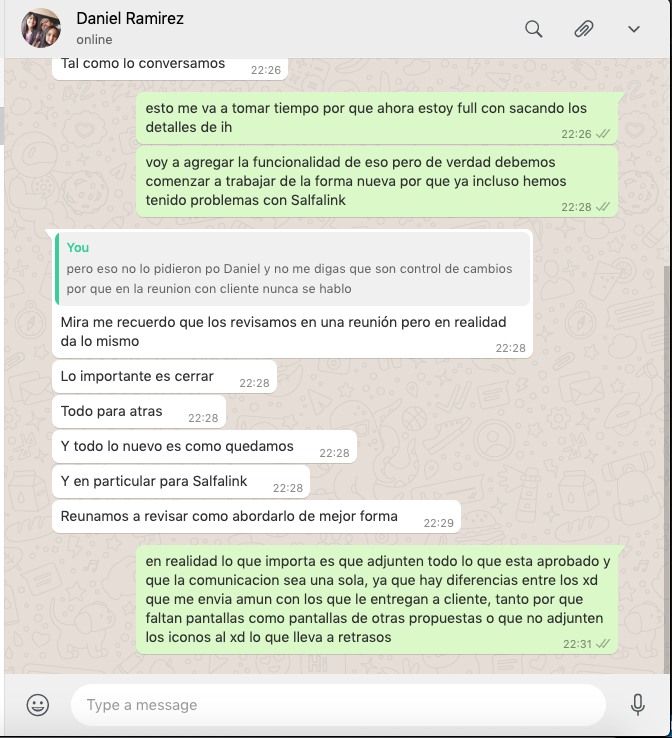 Daniel Ramirez
online
Tal como lo conversamos
22:26
esto me va a tomar tiempo por que ahora estoy full con sacando los
detalles de ih
22:26
voy a agregar la funcionalidad de eso pero de verdad debemos
comenzar a trabajar de la forma nueva por que ya incluso hemos
tenido problemas con Salfalink
22:28
You
pero eso no lo pidieron po Daniel y no me digas que son control de cambios
por que en la reunion con cliente nunca se hablo
Mira me recuerdo que los revisamos en una reunión pero en realidad
da lo mismo
22:28
Lo importante es cerrar
22:28
Todo para atras
22:28
Y todo lo nuevo es como quedamos
22:28
Y en particular para Salfalink
22:28
Reunamos a revisar como abordarlo de mejor forma
22:29
en realidad lo que importa es que adjunten todo lo que esta aprobado y
que la comunicacion sea una sola, ya que hay diferencias entre los xd
que me envia amun con los que le entregan a cliente, tanto por que
faltan pantallas como pantallas de otras propuestas o que no adjunten
los iconos al xd lo que lleva a retrasos
22:31
Type a message